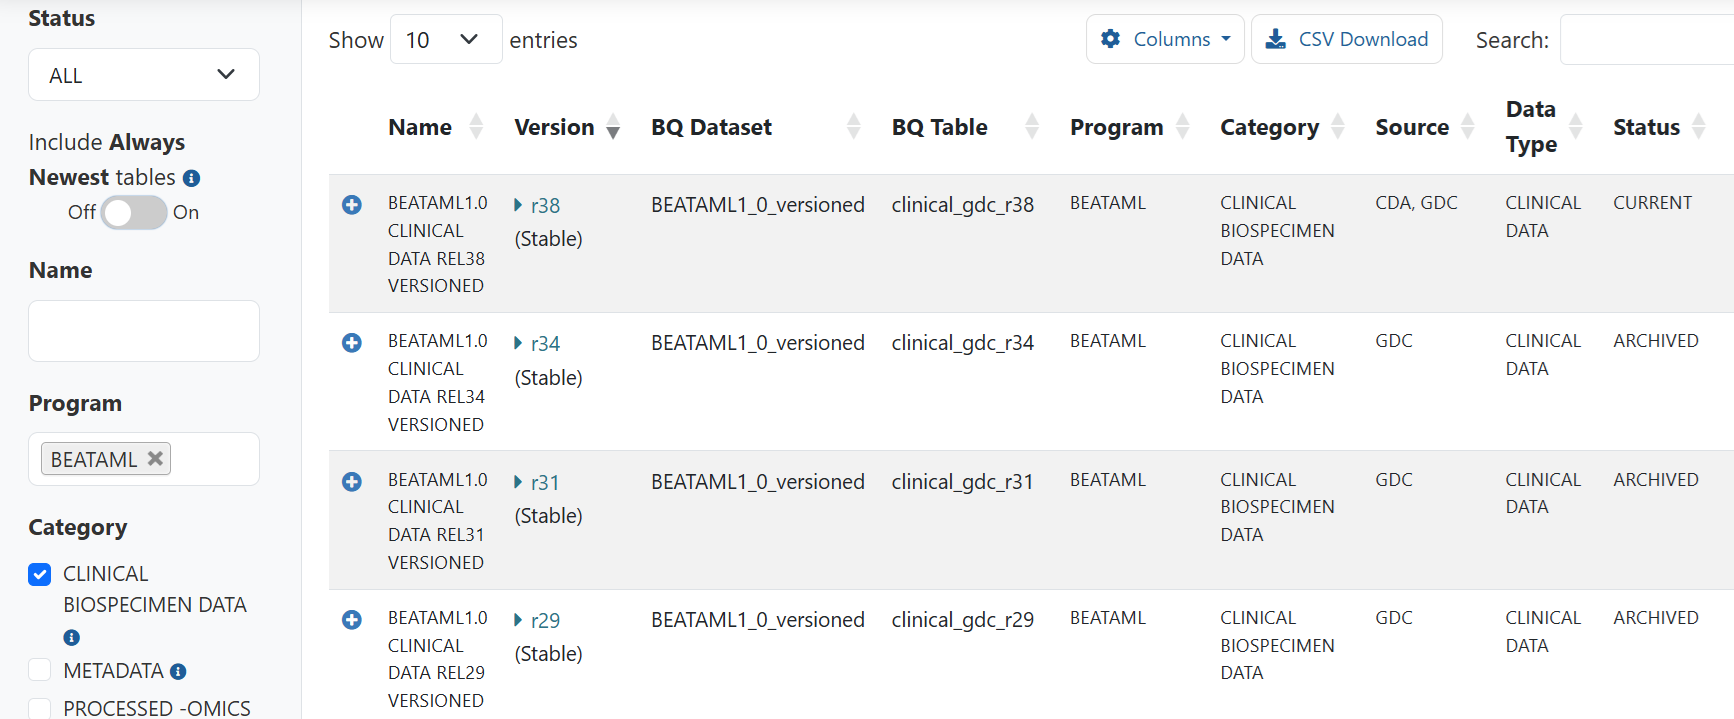 Status
ALL
Include Always
Newest tables
Off On
Name
Program
BEATAML
Category
CLINICAL
BIOSPECIMEN DATA
METADATA
PROCESSED -OMICS
Show 10 entries
Columns
CSV Download
Search:
Name Version BQ Dataset BQ Table Program Category Source Data Type Status
BEATAML1.0 r38 BEATAML1_0_versioned clinical_gdc_r38 BEATAML CLINICAL CDA, GDC CLINICAL CURRENT
CLINICAL (Stable) BIOSPECIMEN DATA
DATA REL38 DATA
VERSIONED
BEATAML1.0 r34 BEATAML1_0_versioned clinical_gdc_r34 BEATAML CLINICAL GDC CLINICAL ARCHIVED
CLINICAL (Stable) BIOSPECIMEN DATA
DATA REL34 DATA
VERSIONED
BEATAML1.0 r31 BEATAML1_0_versioned clinical_gdc_r31 BEATAML CLINICAL GDC CLINICAL ARCHIVED
CLINICAL (Stable) BIOSPECIMEN DATA
DATA REL31 DATA
VERSIONED
BEATAML1.0 r29 BEATAML1_0_versioned clinical_gdc_r29 BEATAML CLINICAL GDC CLINICAL ARCHIVED
CLINICAL (Stable) BIOSPECIMEN DATA
DATA REL29 DATA
VERSIONED